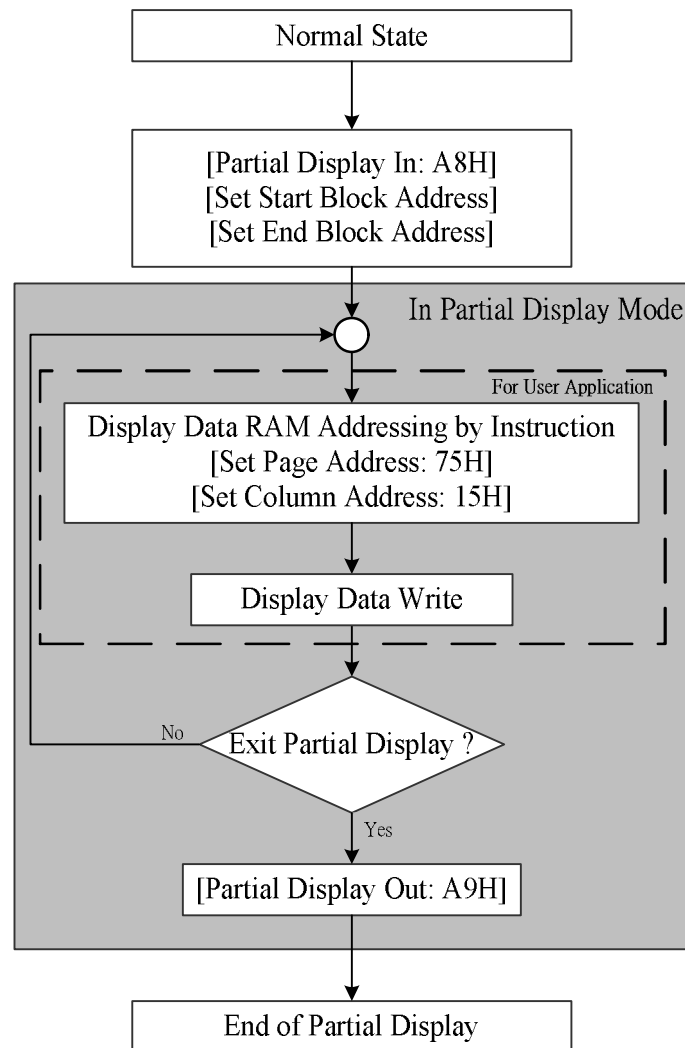 Normal State
[Partial Display In: A8H]
[Set Start Block Address]
[Set End Block Address]
In Partial Display Mode
For User Application
Display Data RAM Addressing by Instruction
[Set Page Address: 75H]
[Set Column Address: 15H]
Display Data Write
Exit Partial Display ?
No
Yes
[Partial Display Out: A9H]
End of Partial Display